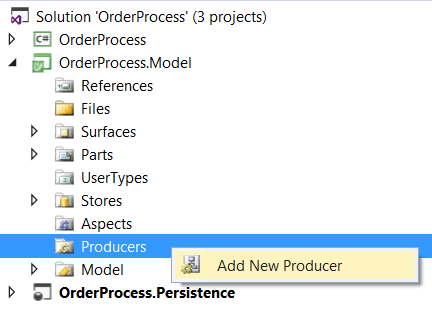 Solution 'OrderProcess' (3 projects)
C# OrderProcess
OrderProcess.Model
References
Files
Surfaces
Parts
UserTypes
Stores
Aspects
Producers
Add New Producer
Model
OrderProcess.Persistence